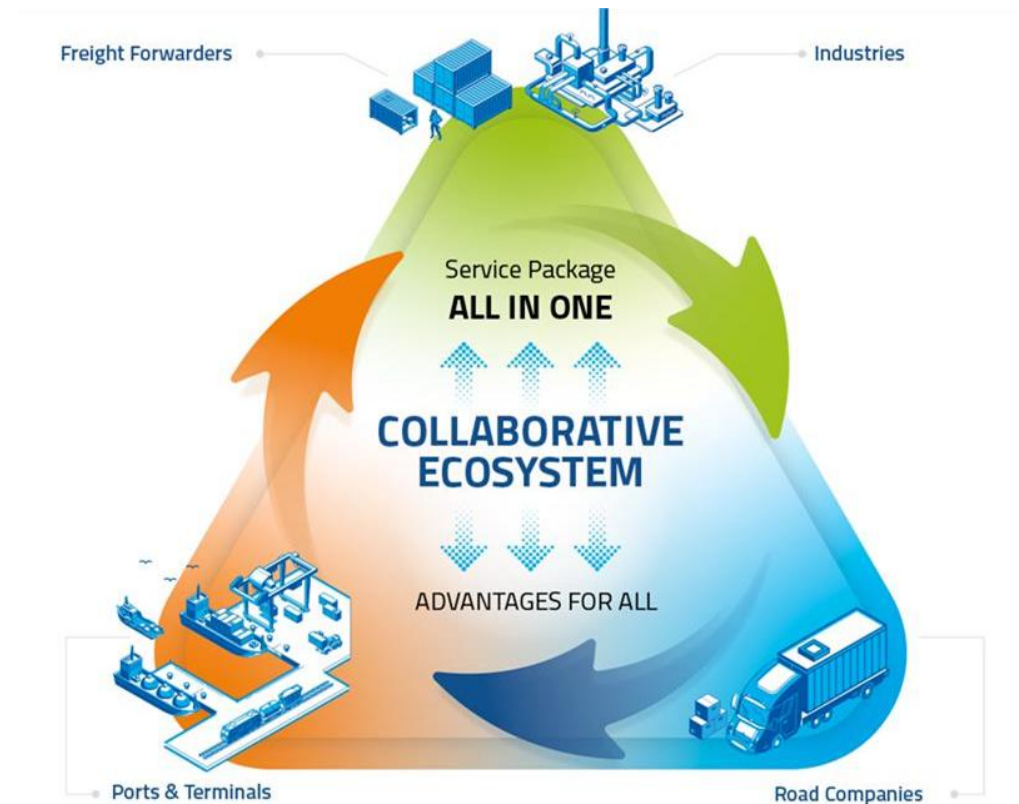 Freight Forwarders
Industries
Service Package
ALL IN ONE
COLLABORATIVE
ECOSYSTEM
ADVANTAGES FOR ALL
Ports & Terminals
Road Companies